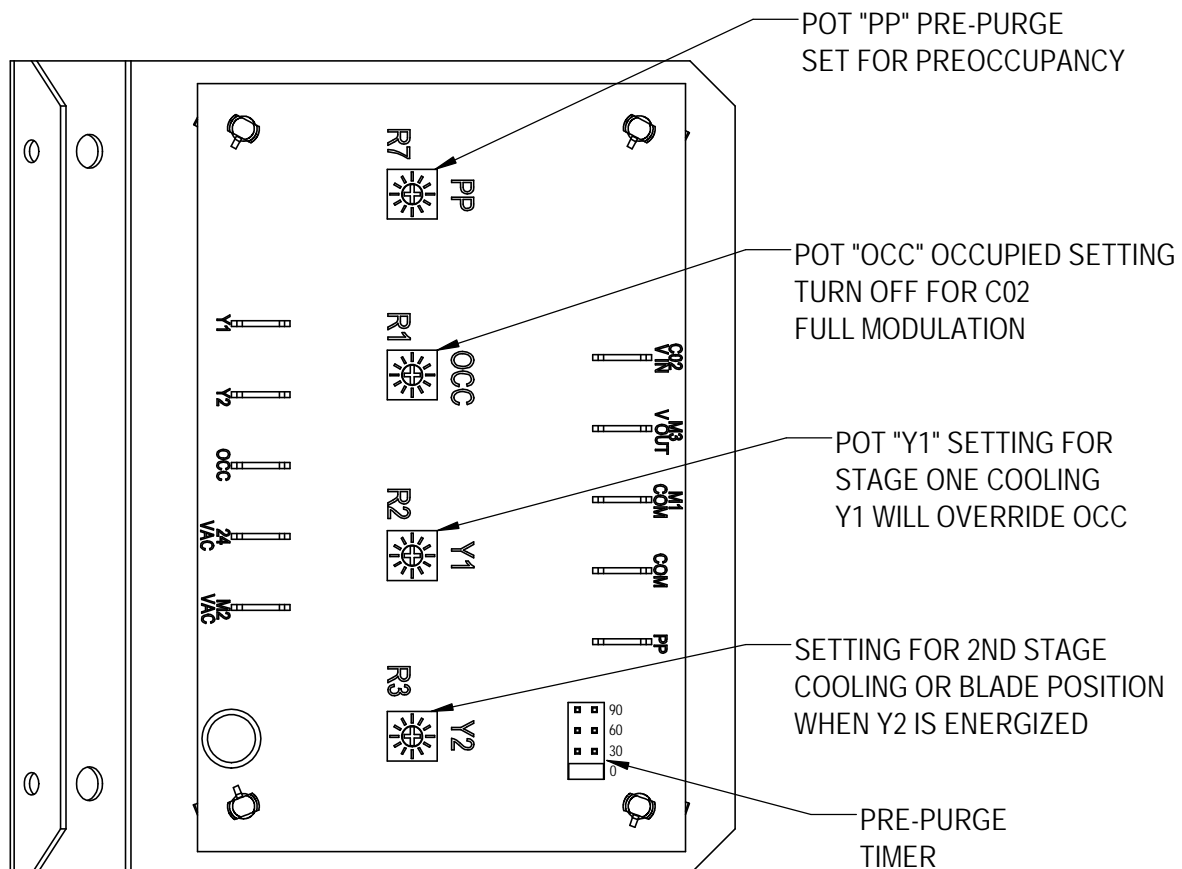 POT "PP" PRE-PURGE
SET FOR PREOCCUPANCY
R7
PP
POT "OCC" OCCUPIED SETTING
TURN OFF FOR C02
FULL MODULATION
R1
OCC
Y1
Y2
OCC
24
VAC
M2
VAC
C02
V IN
M3
V OUT
M1
COM
COM
PP
POT "Y1" SETTING FOR
STAGE ONE COOLING
Y1 WILL OVERRIDE OCC
R2
Y1
SETTING FOR 2ND STAGE
COOLING OR BLADE POSITION
WHEN Y2 IS ENERGIZED
R3
Y2
90
60
30
0
PRE-PURGE
TIMER